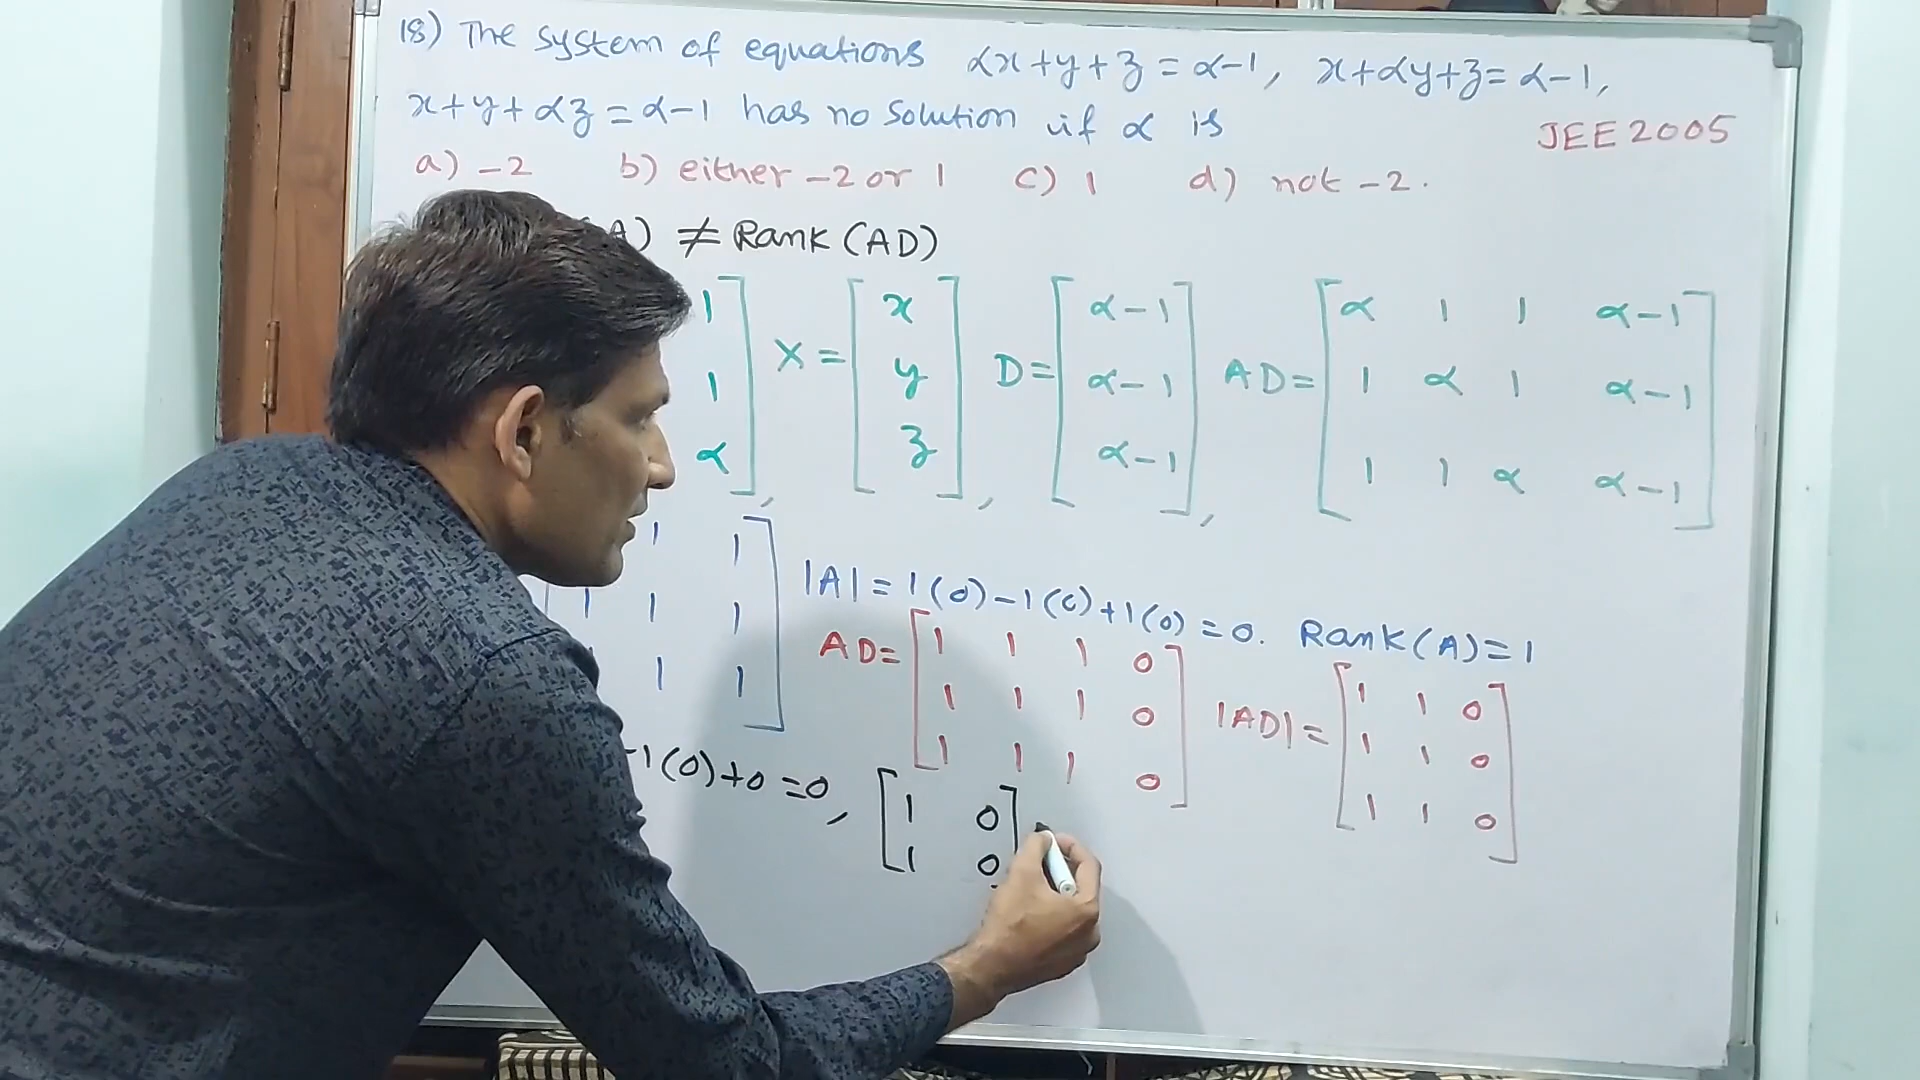 18) The system of equations αx+y+z=α-1, x+αy+z=α-1,
x+y+αz=α-1 has no solution if α is
JEE 2005
a) -2 b) either -2 or 1 c) 1 d) not -2.
A) ≠ Rank (AD)
1
1
α ], X = [ x
y
z ], D = [ α-1
α-1
α-1 ], AD = [ α 1 1 α-1
1 α 1 α-1
1 1 α α-1 ]
1 1
1 1 1
1 1 ]
|A| = 1(0)-1(0)+1(0) = 0. Rank(A) = 1
AD = [ 1 1 1 0
1 1 1 0
1 1 1 0 ]
|AD| = [ 1 1 0
1 1 0
1 1 0 ]
-1(0)+0 = 0, [ 1 0
1 0 ]